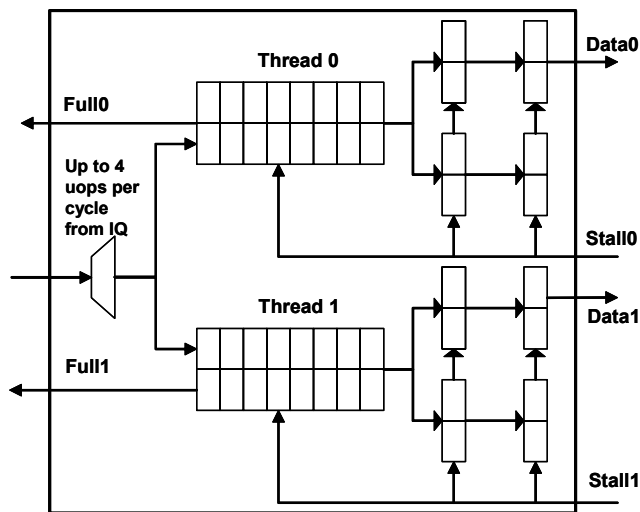 Data0
Thread 0
Full0
Up to 4
uops per
cycle
from IQ
Stall0
Thread 1
Data1
Full1
Stall1